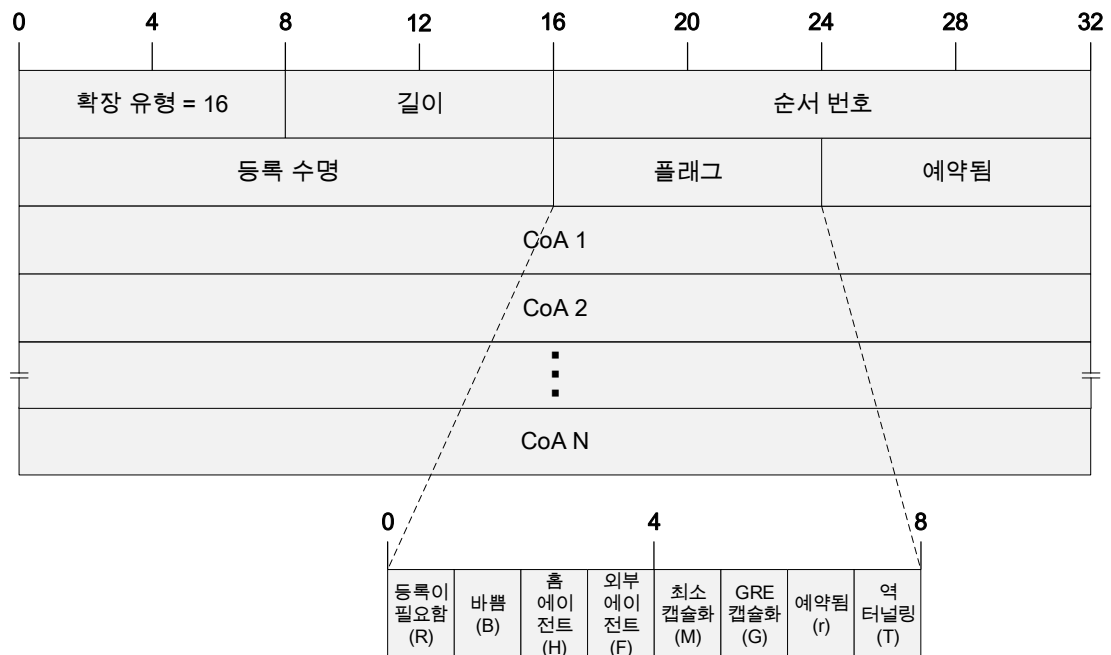 0 4 8 12 16 20 24 28 32
확장 유형 = 16 길이 순서 번호
등록 수명 플래그 예약됨
CoA 1
CoA 2
CoA N
0 4 8
등록이
필요함
(R)
바쁨
(B)
홈
에이
전트
(H)
외부
에이
전트
(F)
최소
캡슐화
(M)
GRE
캡슐화
(G)
예약됨
(r)
역
터널링
(T)